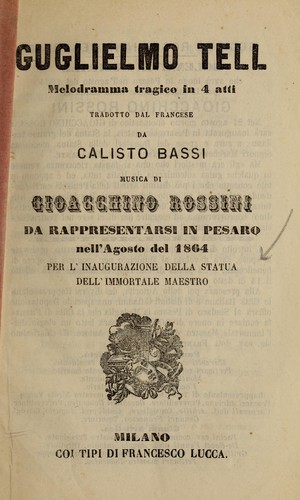 GUGLIELMO TELL
Melodramma tragico in 4 atti
TRADOTTO DAL FRANCESE
DA
CALISTO BASSI
MUSICA DI
GIOACCHINO ROSSINI
DA RAPPRESENTARSI IN PESARO
nell'Agosto del 1864
PER L'INAUGURAZIONE DELLA STATUA
DELL'IMMORTALE MAESTRO
MILANO
COI TIPI DI FRANCESCO LUCCA.